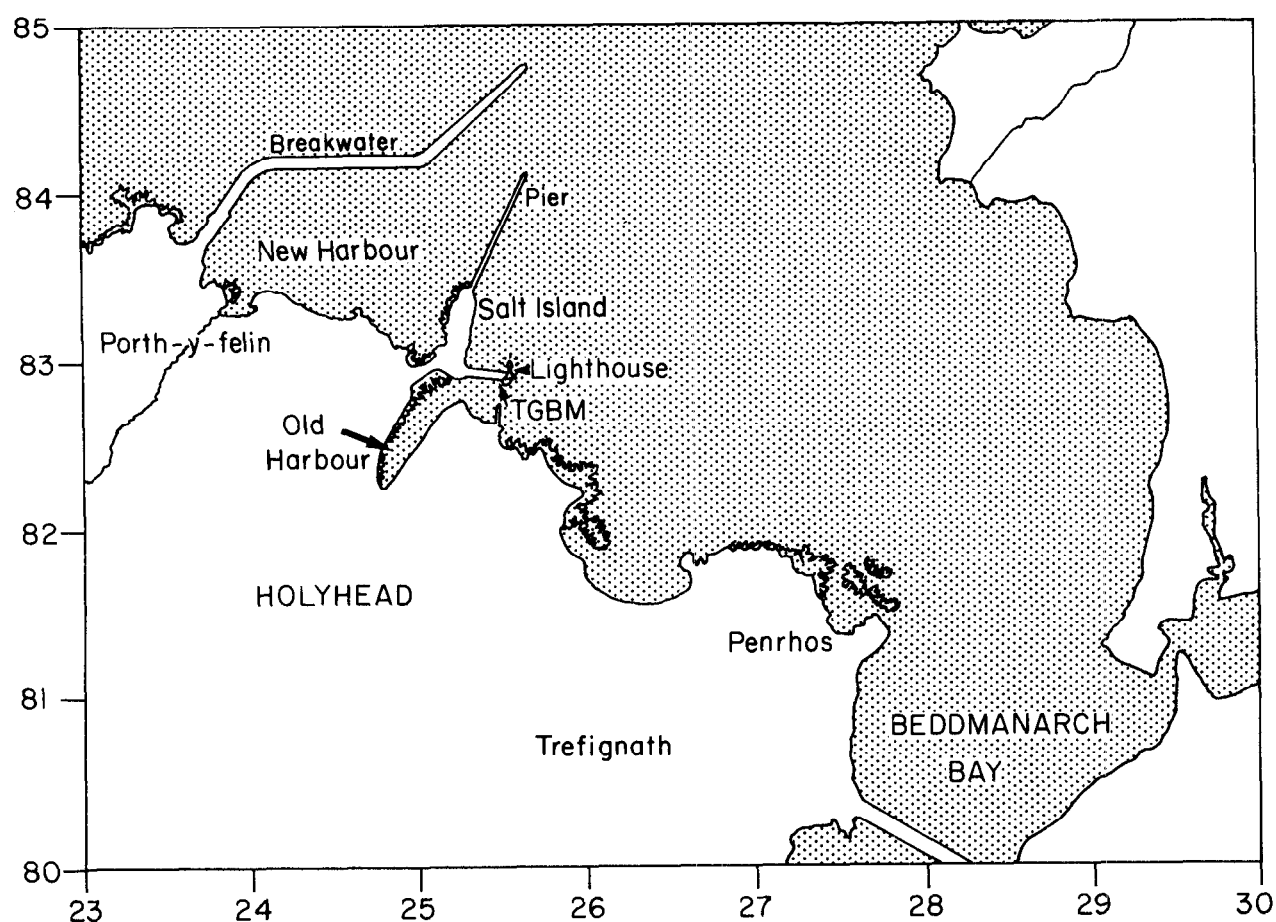 85
Breakwater
84
Pier
New Harbour
Salt Island
Porth-y-felin
83
Lighthouse
TGBM
Old
Harbour
82
HOLYHEAD
Penrhos
81
BEDDMANARCH
BAY
Trefignath
80
23 24 25 26 27 28 29 30